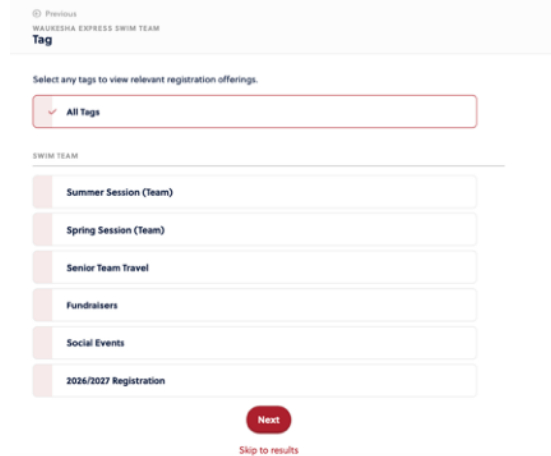 Previous
WAUKESHA EXPRESS SWIM TEAM
Tag
Select any tags to view relevant registration offerings.
All Tags
SWIM TEAM
Summer Session (Team)
Spring Session (Team)
Senior Team Travel
Fundraisers
Social Events
2026/2027 Registration
Next
Skip to results